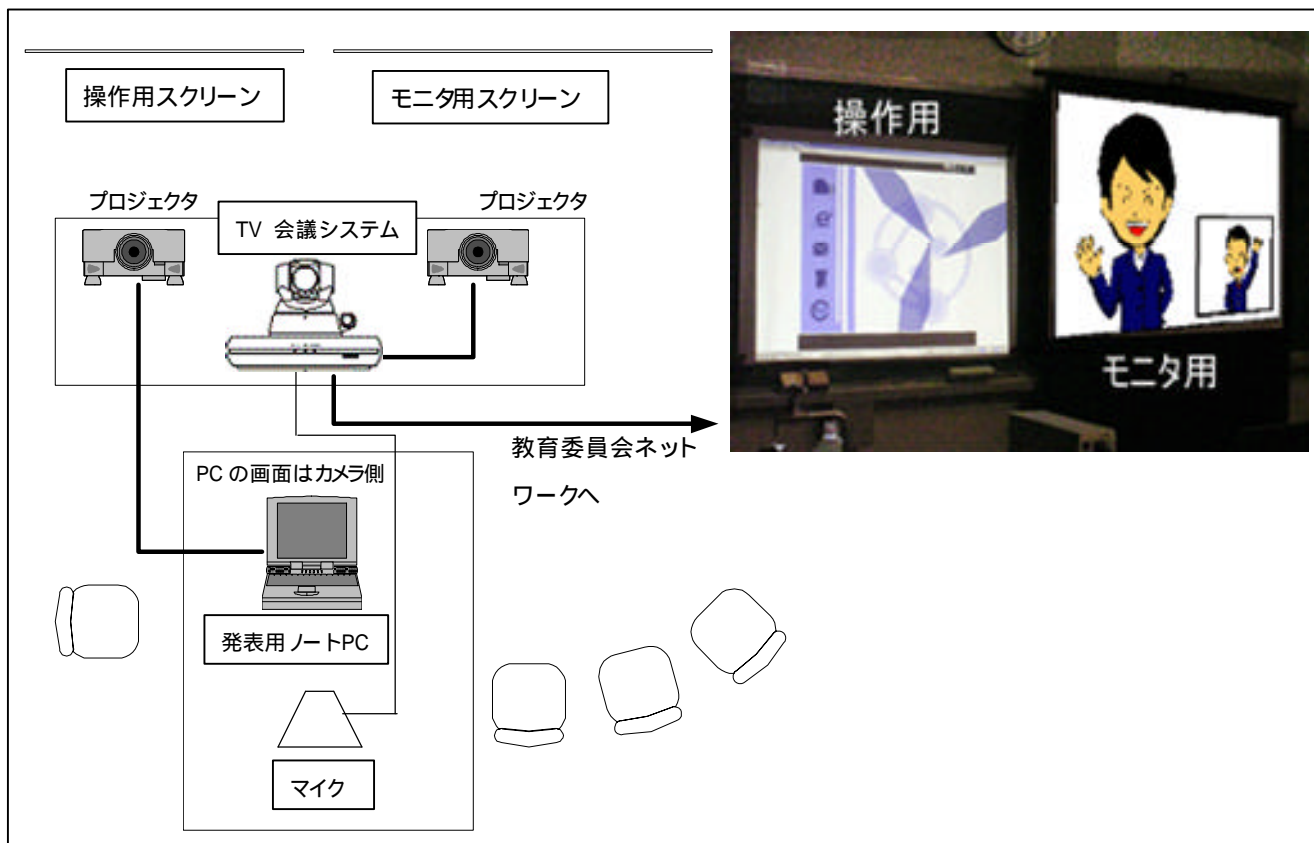 操作用スクリーン
モニタ用スクリーン
操作用
モニタ用
プロジェクタ
TV 会議システム
プロジェクタ
教育委員会ネット
ワークへ
PC の画面はカメラ側
発表用ノートPC
マイク